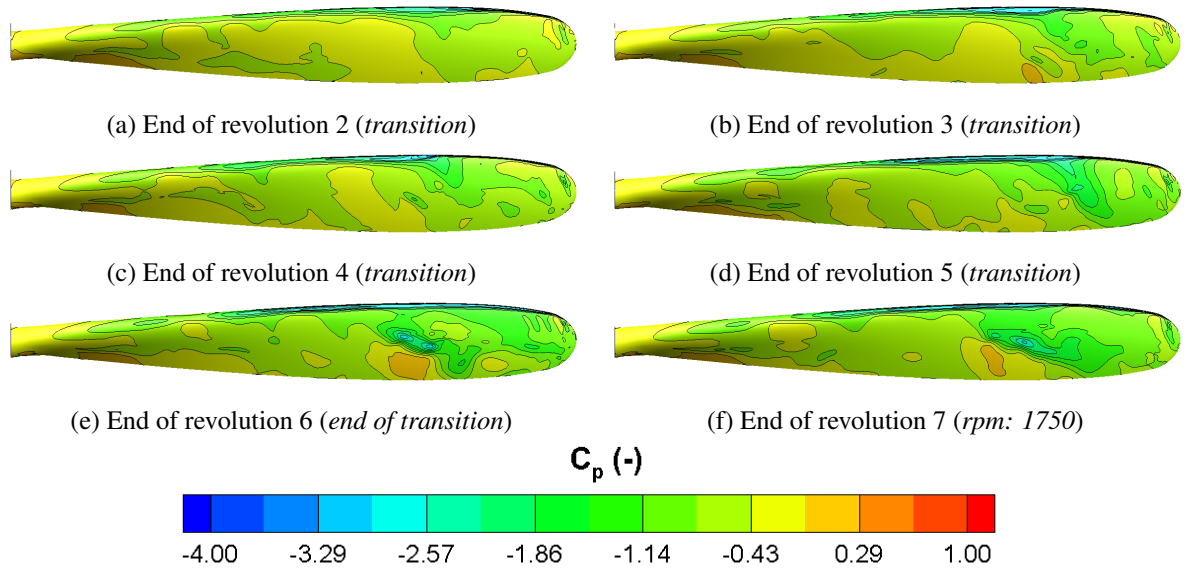 (a) End of revolution 2 (transition)
(b) End of revolution 3 (transition)
(c) End of revolution 4 (transition)
(d) End of revolution 5 (transition)
(e) End of revolution 6 (end of transition)
(f) End of revolution 7 (rpm: 1750)
Cp (-)
-4.00 -3.29 -2.57 -1.86 -1.14 -0.43 0.29 1.00